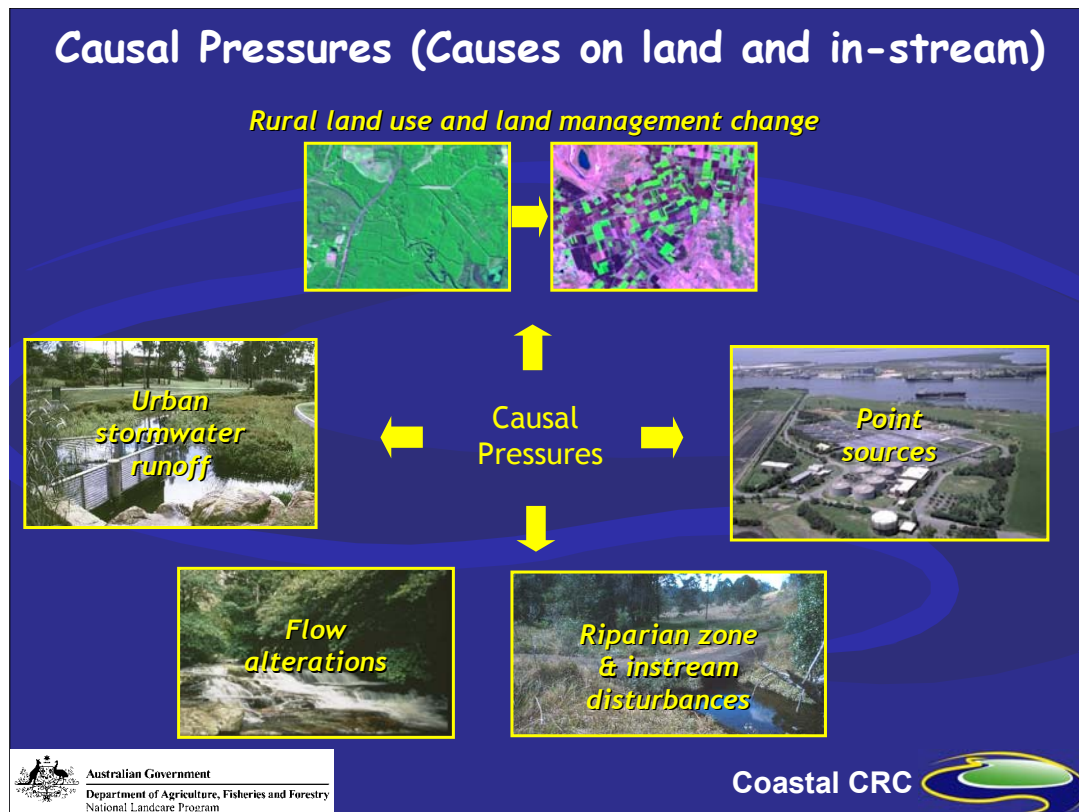 Causal Pressures (Causes on land and in-stream)
Rural land use and land management change
Urban
stormwater
runoff
Causal
Pressures
Point
sources
Flow
alterations
Riparian zone
& instream
disturbances
Australian Government
Department of Agriculture, Fisheries and Forestry
National Landcare Program
Coastal CRC